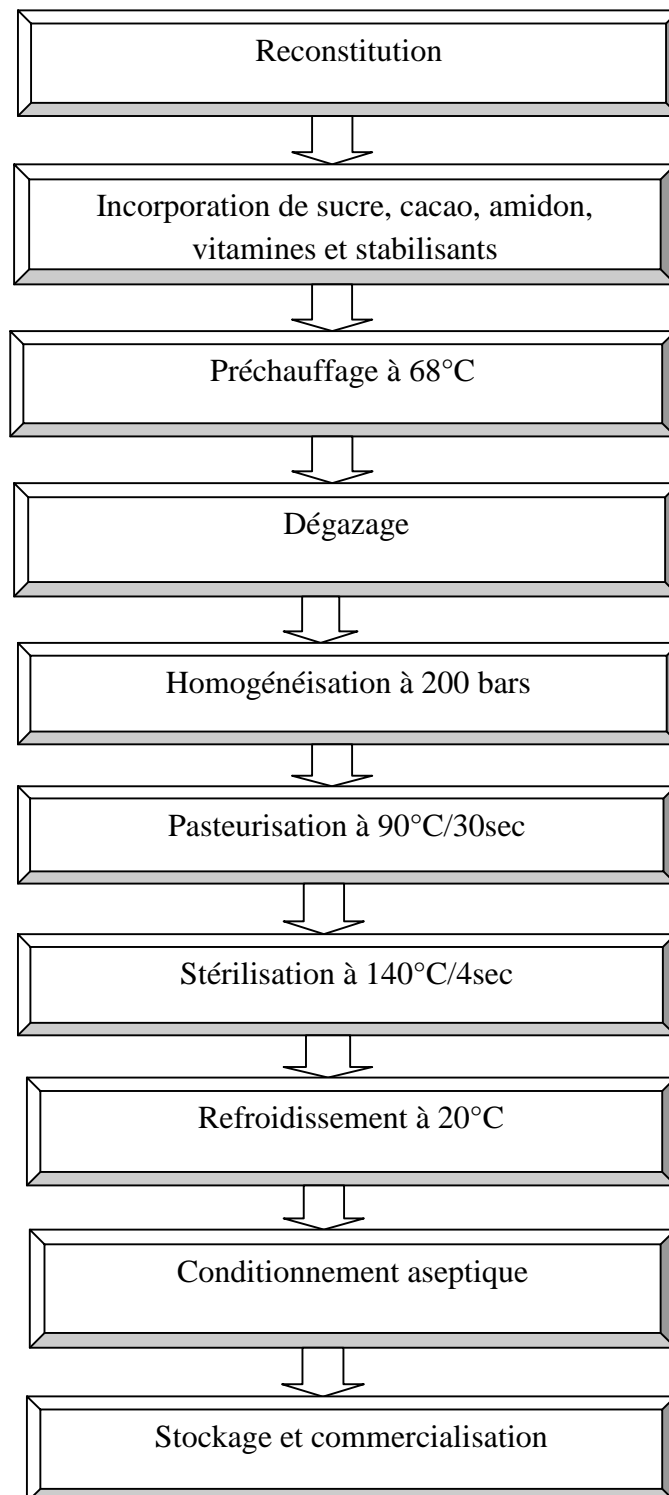 Reconstitution
Incorporation de sucre, cacao, amidon,
vitamines et stabilisants
Préchauffage à 68°C
Dégazage
Homogénéisation à 200 bars
Pasteurisation à 90°C/30sec
Stérilisation à 140°C/4sec
Refroidissement à 20°C
Conditionnement aseptique
Stockage et commercialisation